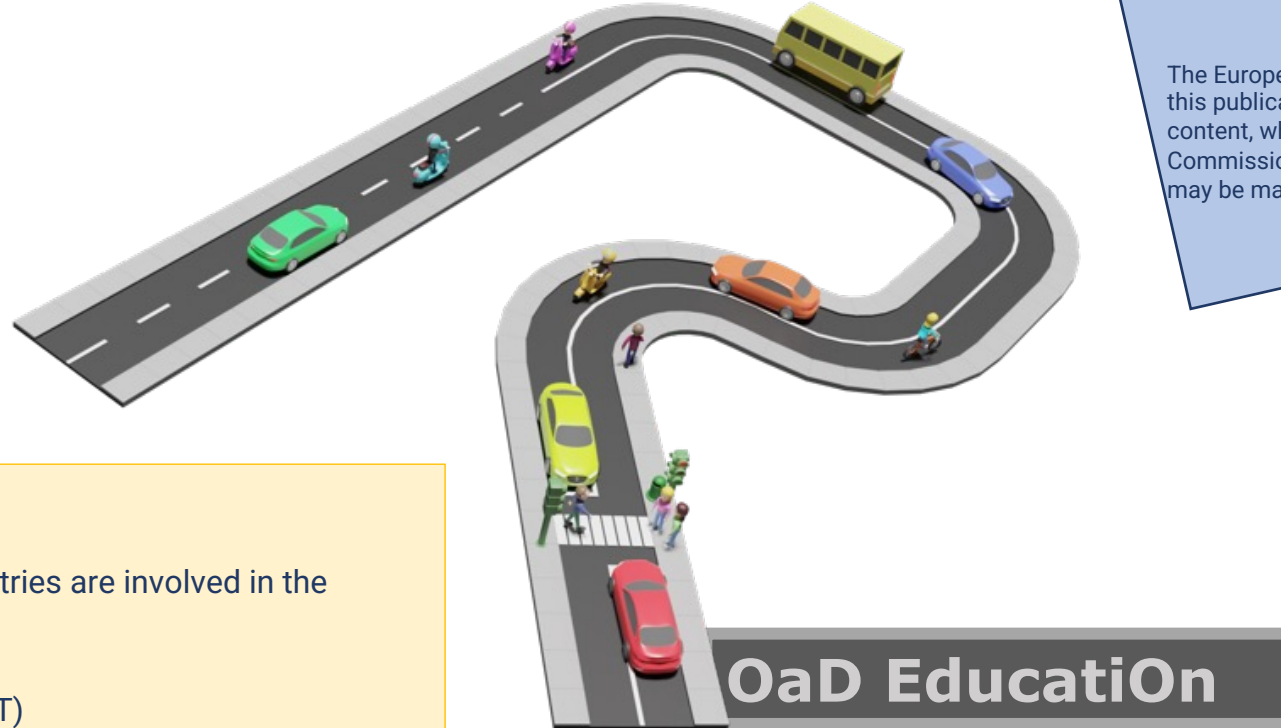 The Europe
this publica
content, wh
Commissio
may be ma
tries are involved in the
T)
OaD EducatiOn